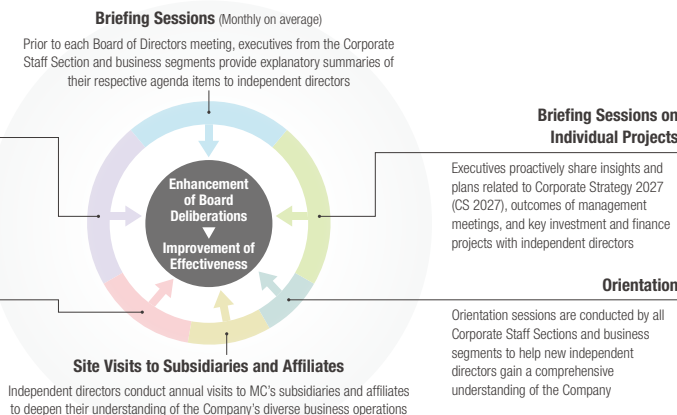 Briefing Sessions (Monthly on average)
Prior to each Board of Directors meeting, executives from the Corporate
Staff Section and business segments provide explanatory summaries of
their respective agenda items to independent directors
Enhancement
of Board
Deliberations
Improvement of
Effectiveness
Briefing Sessions on
Individual Projects
Executives proactively share insights and
plans related to Corporate Strategy 2027
(CS 2027), outcomes of management
meetings, and key investment and finance
projects with independent directors
Orientation
Orientation sessions are conducted by all
Corporate Staff Sections and business
segments to help new independent
directors gain a comprehensive
understanding of the Company
Site Visits to Subsidiaries and Affiliates
Independent directors conduct annual visits to MC's subsidiaries and affiliates
to deepen their understanding of the Company's diverse business operations